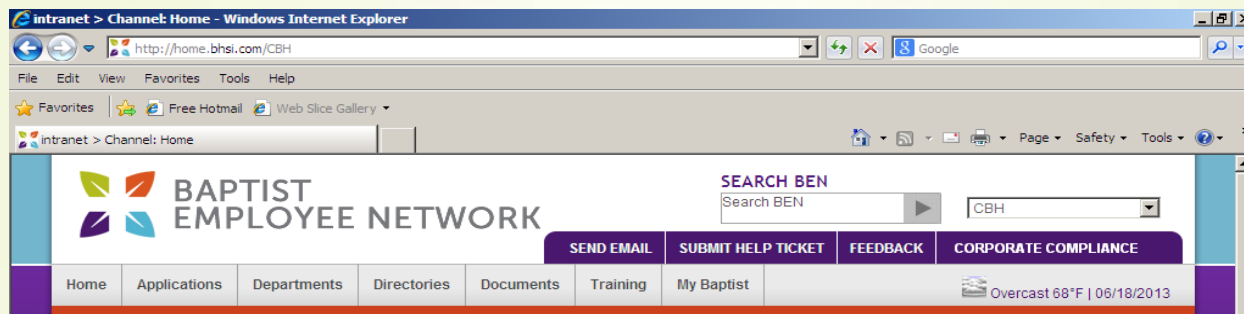 intranet > Channel: Home - Windows Internet Explorer
http://home.bhsi.com/CBH
Google
File Edit View Favorites Tools Help
Favorites Free Hotmail Web Slice Gallery
intranet > Channel: Home
Page Safety Tools
BAPTIST
EMPLOYEE NETWORK
SEARCH BEN
Search BEN
CBH
SEND EMAIL SUBMIT HELP TICKET FEEDBACK CORPORATE COMPLIANCE
Home Applications Departments Directories Documents Training My Baptist
Overcast 68°F | 06/18/2013